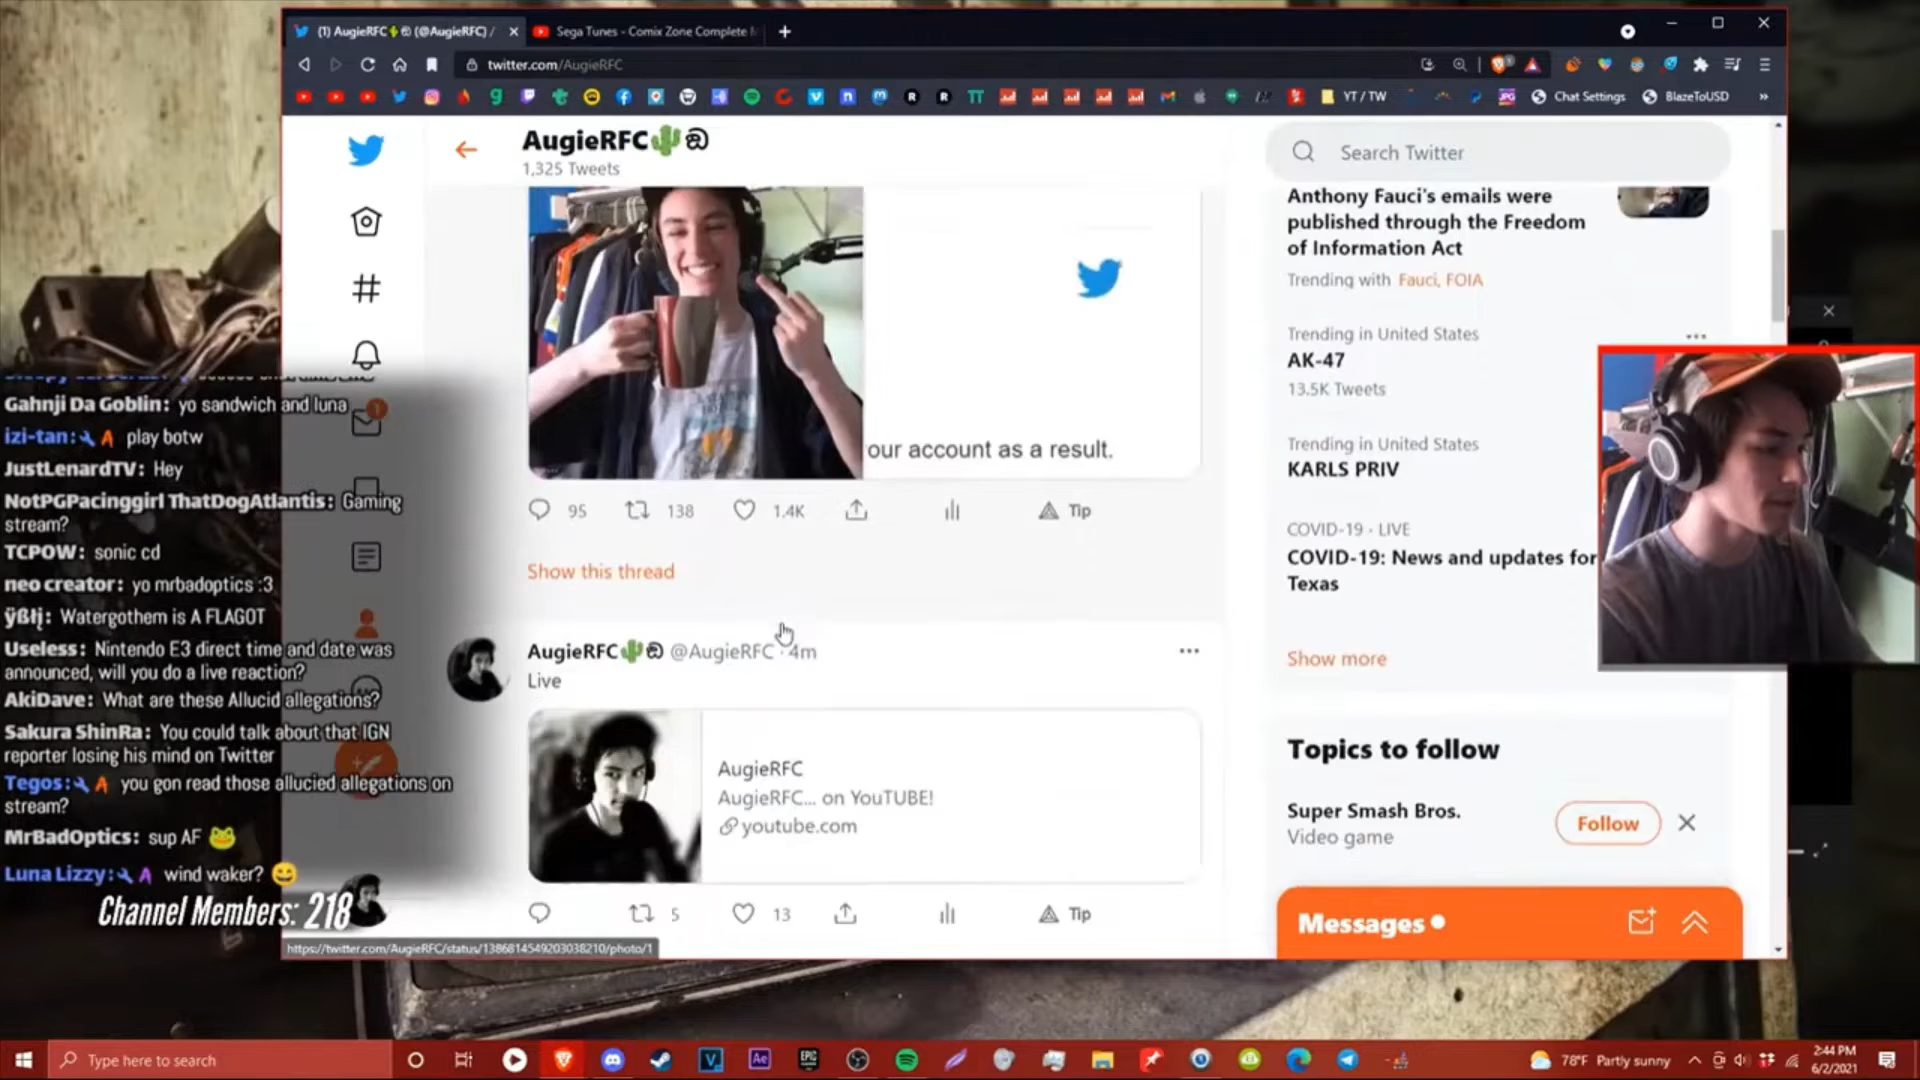 (1) AugieRFC🌵ඞ (@AugieRFC) /
Sega Tunes - Comix Zone Complete
twitter.com/AugieRFC
YT / TW
Chat Settings
BlazeToUSD
AugieRFC🌵ඞ
1,325 Tweets
our account as a result.
95
138
1.4K
Tip
Show this thread
AugieRFC🌵ඞ @AugieRFC · 4m
Live
AugieRFC
AugieRFC... on YouTUBE!
youtube.com
5
13
Tip
https://twitter.com/AugieRFC/status/1386814549203038210/photo/1
Search Twitter
Anthony Fauci's emails were
published through the Freedom
of Information Act
Trending with Fauci, FOIA
Trending in United States
AK-47
13.5K Tweets
Trending in United States
KARLS PRIV
COVID-19 · LIVE
COVID-19: News and updates for
Texas
Show more
Topics to follow
Super Smash Bros.
Video game
Follow
Messages
Gahnji Da Goblin: yo sandwich and luna
izi-tan: play botw
JustLenardTV: Hey
NotPGPacinggirl ThatDogAtlantis: Gaming
stream?
TCPOW: sonic cd
neo creator: yo mrbadoptics :3
ÿßłį: Watergothem is A FLAGOT
Useless: Nintendo E3 direct time and date was
announced, will you do a live reaction?
AkiDave: What are these Allucid allegations?
Sakura ShinRa: You could talk about that IGN
reporter losing his mind on Twitter
Tegos: you gon read those allucied allegations on
stream?
MrBadOptics: sup AF 🐸
Luna Lizzy: wind waker? 😄
Channel Members: 218
Type here to search
78°F Partly sunny
2:44 PM
6/2/2021